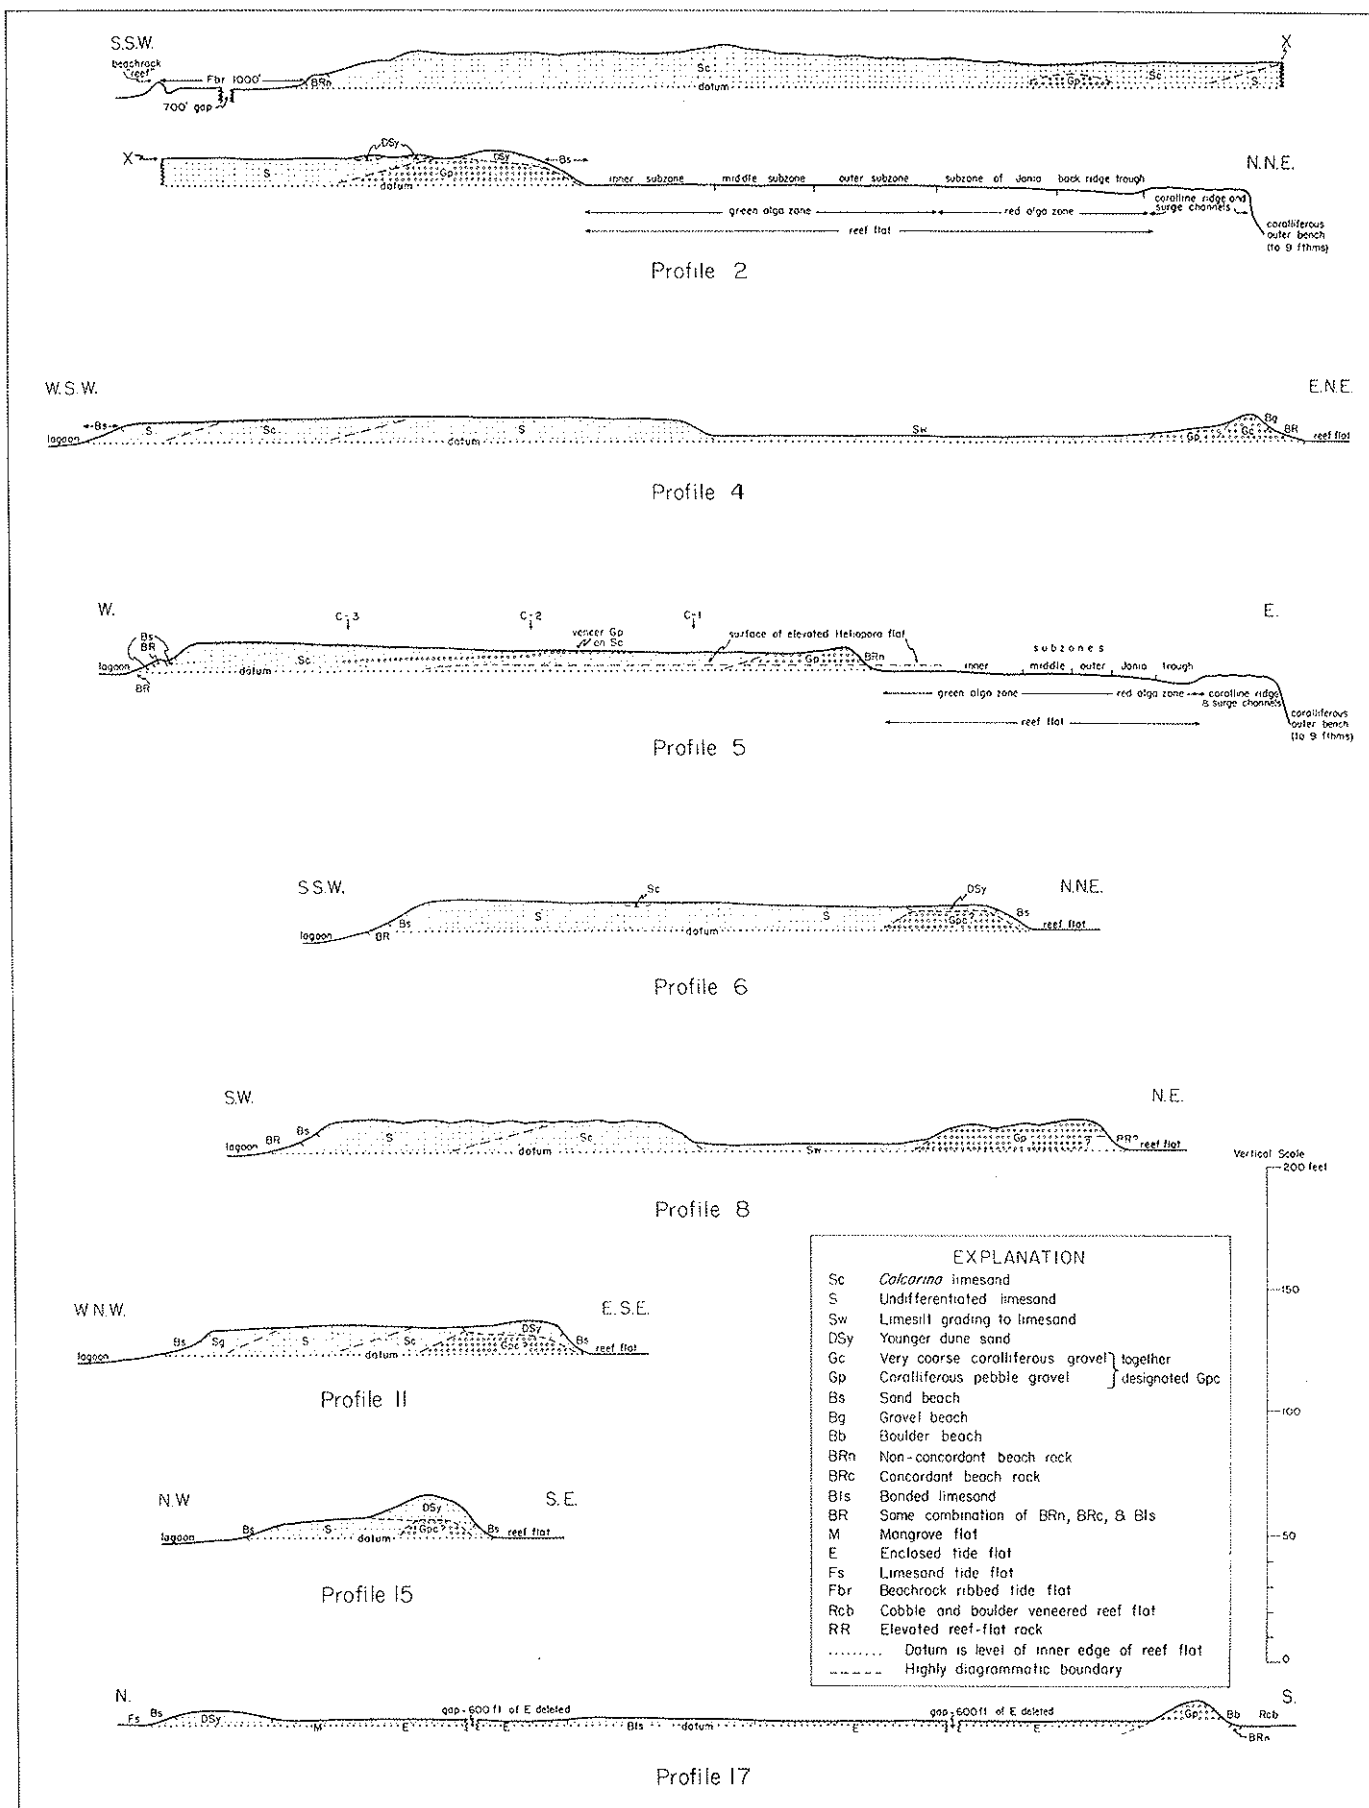 S.S.W.
beachrock
"reef"
Fbr 1000'
BRn
700' gap
Sc
datum
Gp
Sc
S
X
X
DSy
S
Gp
DSy
Bs
datum
N.N.E.
inner subzone
middle subzone
outer subzone
subzone of Jania
back ridge trough
coralline ridge and
surge channels
green alga zone
red alga zone
reef flat
coralliferous
outer bench
(to 9 fthms)
Profile 2
W.S.W.
E.N.E.
lagoon
Bs
S
Sc
datum
S
Sw
Gp
Gc
Bg
BR
reef flat
Profile 4
W.
C-3
C-2
C-1
E.
Bs
BR
lagoon
BR
Sc
datum
veneer Gp
on Sc
surface of elevated Heliopora flat
Gp
BRn
subzones
inner
middle
outer
Jania
trough
green alga zone
red alga zone
coralline ridge
& surge channels
reef flat
coralliferous
outer bench
(to 9 fthms)
Profile 5
S.S.W.
Sc
DSy
N.N.E.
lagoon
BR
Bs
S
datum
S
Gpc?
Bs
reef flat
Profile 6
S.W.
N.E.
lagoon
BR
Bs
S
Sc
datum
Sw
Gp
?
reef flat
Profile 8
Vertical Scale
200 feet
150
100
50
0
W.N.W.
E.S.E.
lagoon
Bs
Sg
S
Sc
datum
DSy
Gpc?
Bs
reef flat
Profile 11
N.W
S.E.
lagoon
Bs
S
datum
DSy
Gpc?
Bs
reef flat
Profile 15
EXPLANATION
Sc Calcarina limesand
S Undifferentiated limesand
Sw Limesilt grading to limesand
DSy Younger dune sand
Gc Very coarse coralliferous gravel } together
Gp Coralliferous pebble gravel } designated Gpc
Bs Sand beach
Bg Gravel beach
Bb Boulder beach
BRn Non-concordant beach rock
BRc Concordant beach rock
Bls Bonded limesand
BR Some combination of BRn, BRc, & Bls
M Mangrove flat
E Enclosed tide flat
Fs Limesand tide flat
Fbr Beachrock ribbed tide flat
Rcb Cobble and boulder veneered reef flat
RR Elevated reef-flat rock
........ Datum is level of inner edge of reef flat
------ Highly diagrammatic boundary
N.
S.
Fs
Bs
DSy
M
E
gap-600 ft of E deleted
E
Bls
datum
E
gap-600 ft of E deleted
E
E
Gp
Bb
Rcb
BRn
Profile 17